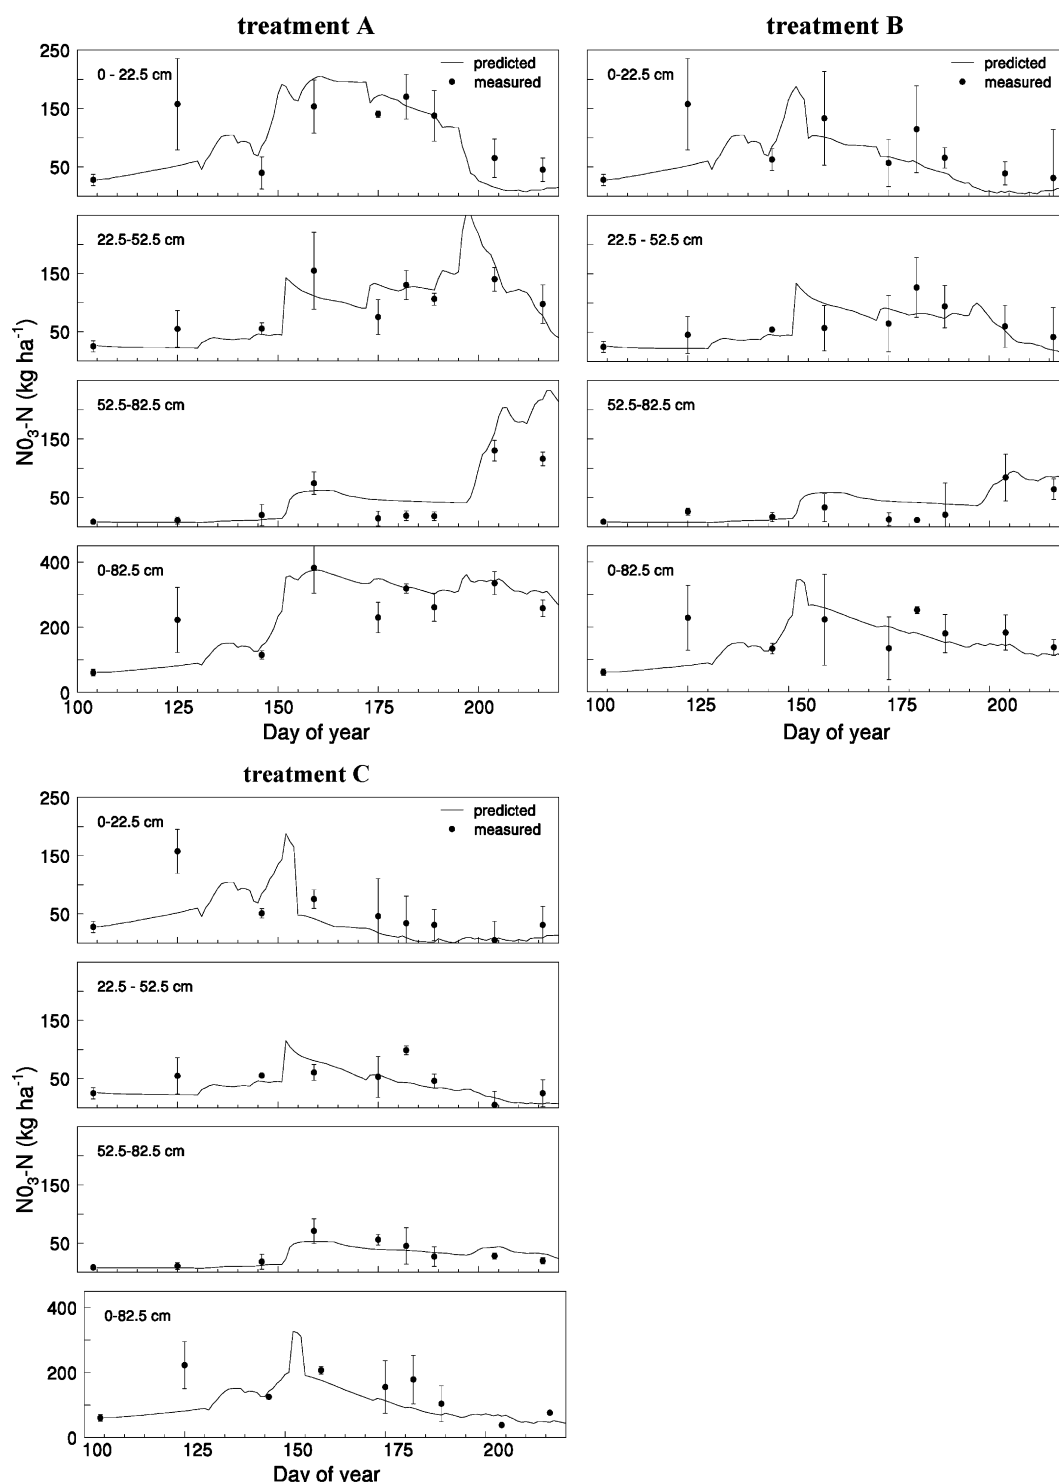 treatment A
treatment B
250
150
50
0 - 22.5 cm
predicted
measured
0-22.5 cm
predicted
measured
150
50
22.5-52.5 cm
22.5 - 52.5 cm
150
50
52.5-82.5 cm
52.5-82.5 cm
400
200
0
0-82.5 cm
0-82.5 cm
N0₃-N (kg ha⁻¹)
100 125 150 175 200
100 125 150 175 200
Day of year
Day of year
treatment C
250
150
50
0-22.5 cm
predicted
measured
150
50
22.5 - 52.5 cm
150
50
52.5-82.5 cm
400
200
0
0-82.5 cm
N0₃-N (kg ha⁻¹)
100 125 150 175 200
Day of year